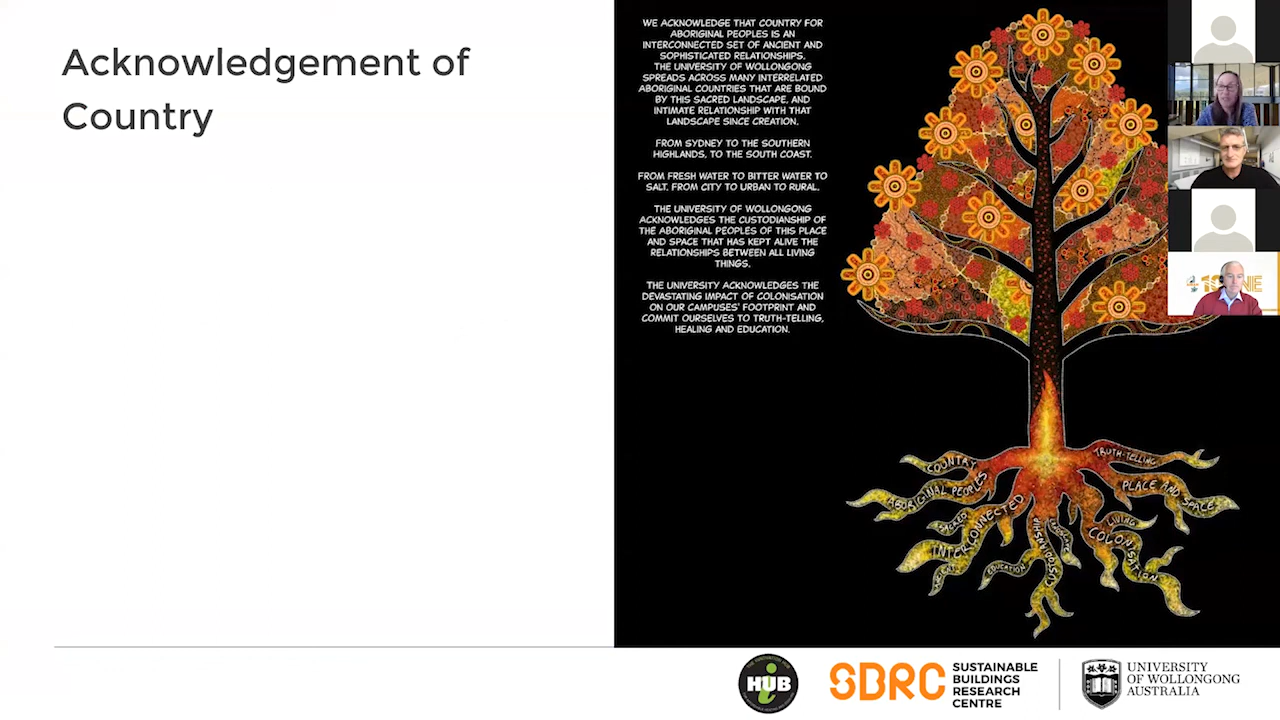 Acknowledgement of
Country
WE ACKNOWLEDGE THAT COUNTRY FOR
ABORIGINAL PEOPLES IS AN
INTERCONNECTED SET OF ANCIENT AND
SOPHISTICATED RELATIONSHIPS.
THE UNIVERSITY OF WOLLONGONG
SPREADS ACROSS MANY INTERRELATED
ABORIGINAL COUNTRIES THAT ARE BOUND
BY THIS SACRED LANDSCAPE, AND
INTIMATE RELATIONSHIP WITH THAT
LANDSCAPE SINCE CREATION.
FROM SYDNEY TO THE SOUTHERN
HIGHLANDS, TO THE SOUTH COAST.
FROM FRESH WATER TO BITTER WATER TO
SALT. FROM CITY TO URBAN TO RURAL.
THE UNIVERSITY OF WOLLONGONG
ACKNOWLEDGES THE CUSTODIANSHIP OF
THE ABORIGINAL PEOPLES OF THIS PLACE
AND SPACE THAT HAS KEPT ALIVE THE
RELATIONSHIPS BETWEEN ALL LIVING
THINGS.
THE UNIVERSITY ACKNOWLEDGES THE
DEVASTATING IMPACT OF COLONISATION
ON OUR CAMPUSES' FOOTPRINT AND
COMMIT OURSELVES TO TRUTH-TELLING,
HEALING AND EDUCATION.
COUNTRY
TRUTH-TELLING
ABORIGINAL PEOPLES
PLACE AND SPACE
SACRED
INTERCONNECTED
LIVING
COLONISATION
ANCIENT
EDUCATION
CUSTODIANSHIP
LANDSCAPE
iHUB
SBRC
SUSTAINABLE
BUILDINGS
RESEARCH
CENTRE
UNIVERSITY
OF WOLLONGONG
AUSTRALIA